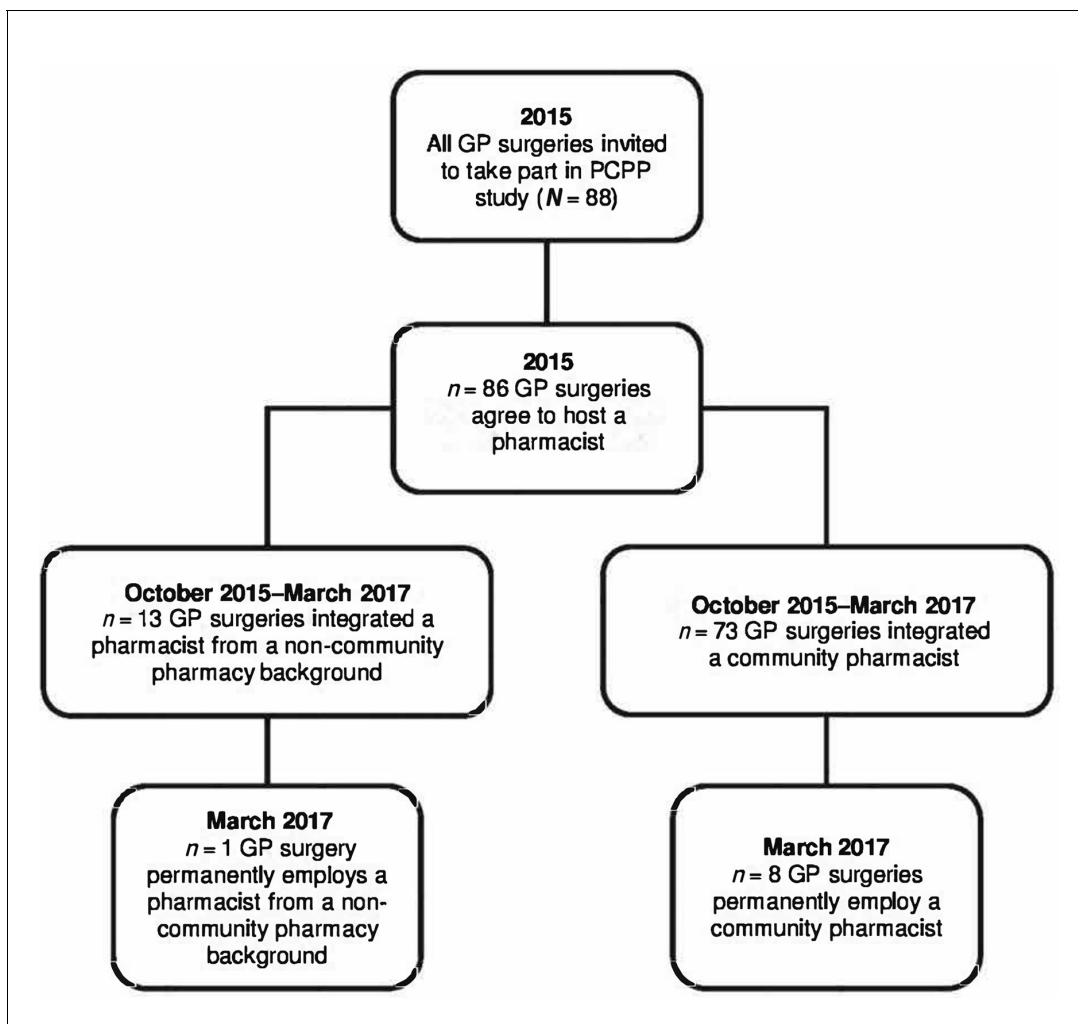 2015
All GP surgeries invited
to take part in PCPP
study (N = 88)
2015
n = 86 GP surgeries
agree to host a
pharmacist
October 2015–March 2017
n = 13 GP surgeries integrated a
pharmacist from a non-community
pharmacy background
October 2015–March 2017
n = 73 GP surgeries integrated
a community pharmacist
March 2017
n = 1 GP surgery
permanently employs a
pharmacist from a non-
community pharmacy
background
March 2017
n = 8 GP surgeries
permanently employ a
community pharmacist